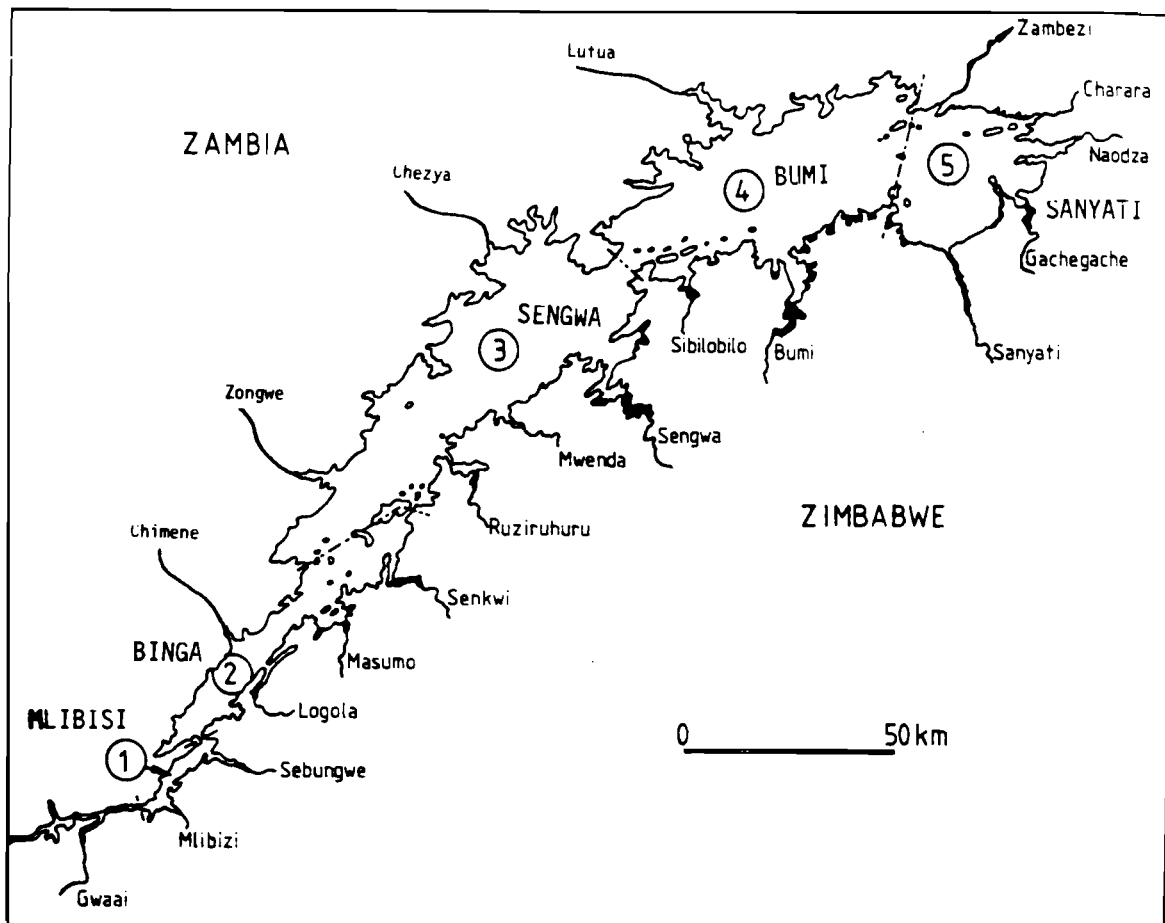 Zambezi
Lutua
Charara
ZAMBIA
Naodza
Chezya
4 BUMI
5
SANYATI
Gachegache
SENGWA
3
Sibilobilo
Bumi
Sanyati
Zongwe
Sengwa
Mwenda
ZIMBABWE
Ruziruhuru
Chimene
Senkwi
BINGA
2
Masumo
MLIBISI
Logola
1
0 50 km
Sebungwe
Mlibizi
Gwaai